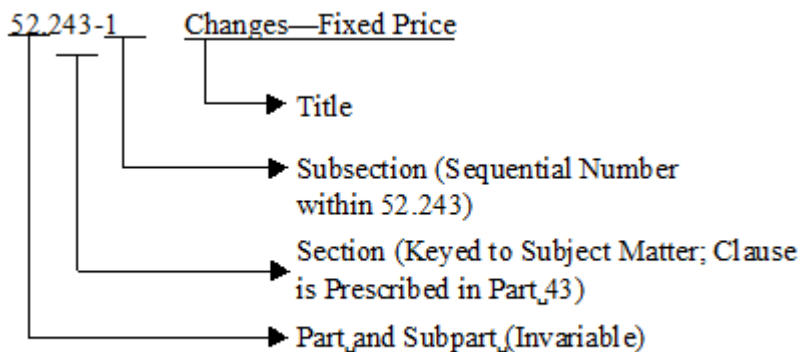 52.243-1 Changes—Fixed Price
Title
Subsection (Sequential Number
within 52.243)
Section (Keyed to Subject Matter; Clause
is Prescribed in Part 43)
Part and Subpart (Invariable)